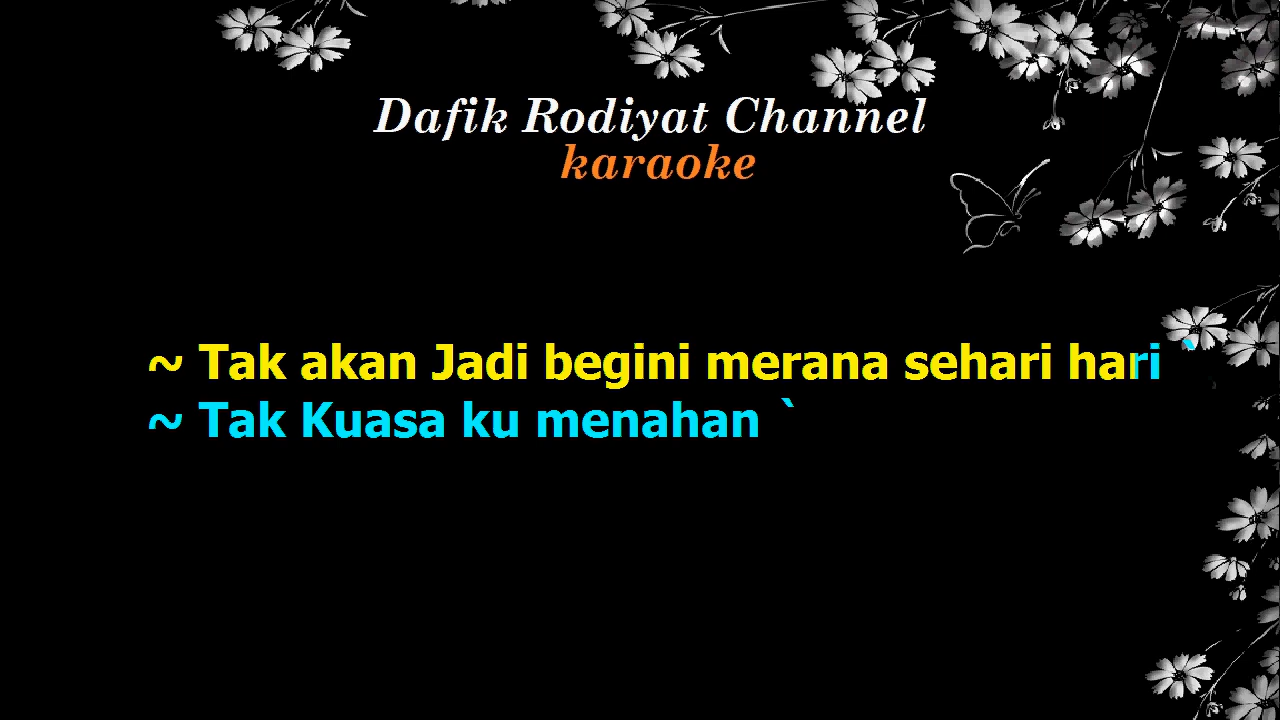 Dafik Rodiyat Channel
karaoke
~ Tak akan Jadi begini merana sehari hari `
~ Tak Kuasa ku menahan `